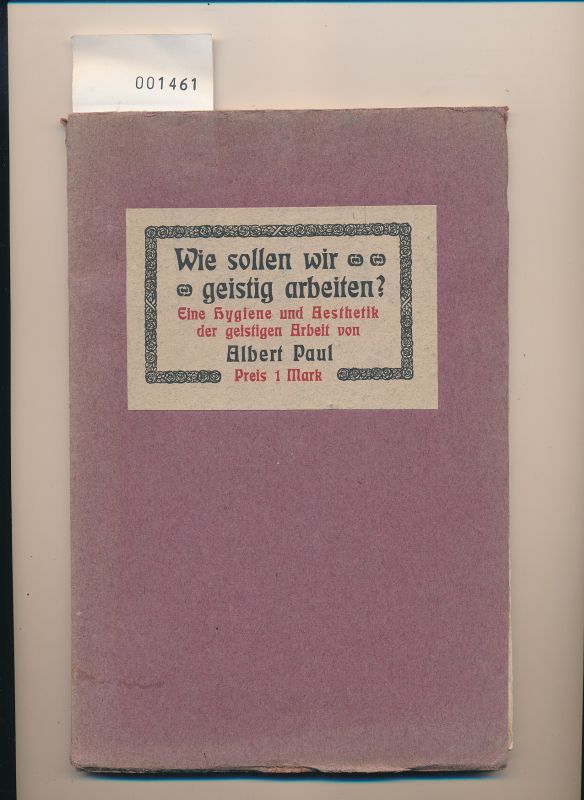 001461
Wie sollen wir
geistig arbeiten?
Eine Hygiene und Aesthetik
der geistigen Arbeit von
Albert Paul
Preis 1 Mark